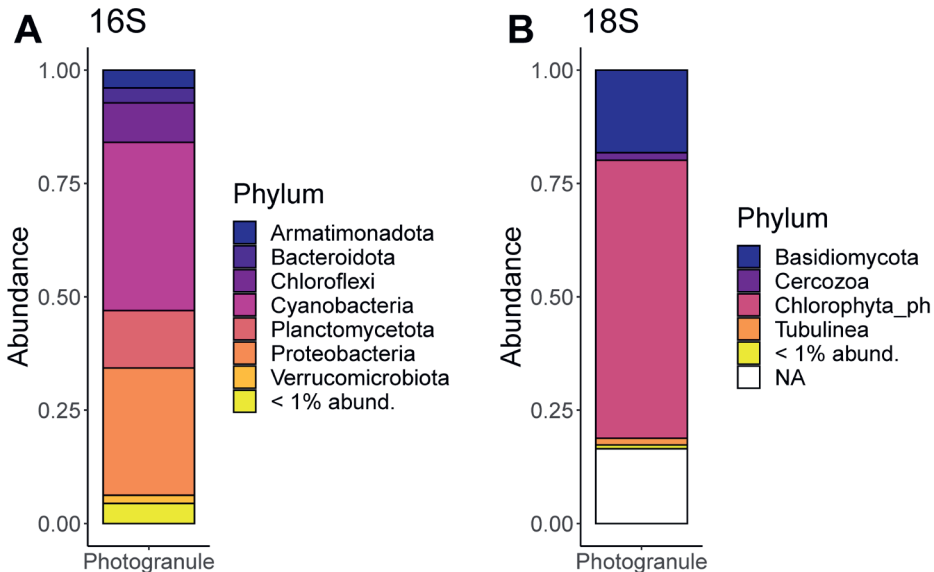 A 16S
1.00
0.75
0.50
0.25
0.00
Abundance
Photogranule
Phylum
Armatimonadota
Bacteroidota
Chloroflexi
Cyanobacteria
Planctomycetota
Proteobacteria
Verrucomicrobiota
< 1% abund.
B 18S
1.00
0.75
0.50
0.25
0.00
Abundance
Photogranule
Phylum
Basidiomycota
Cercozoa
Chlorophyta_ph
Tubulinea
< 1% abund.
NA